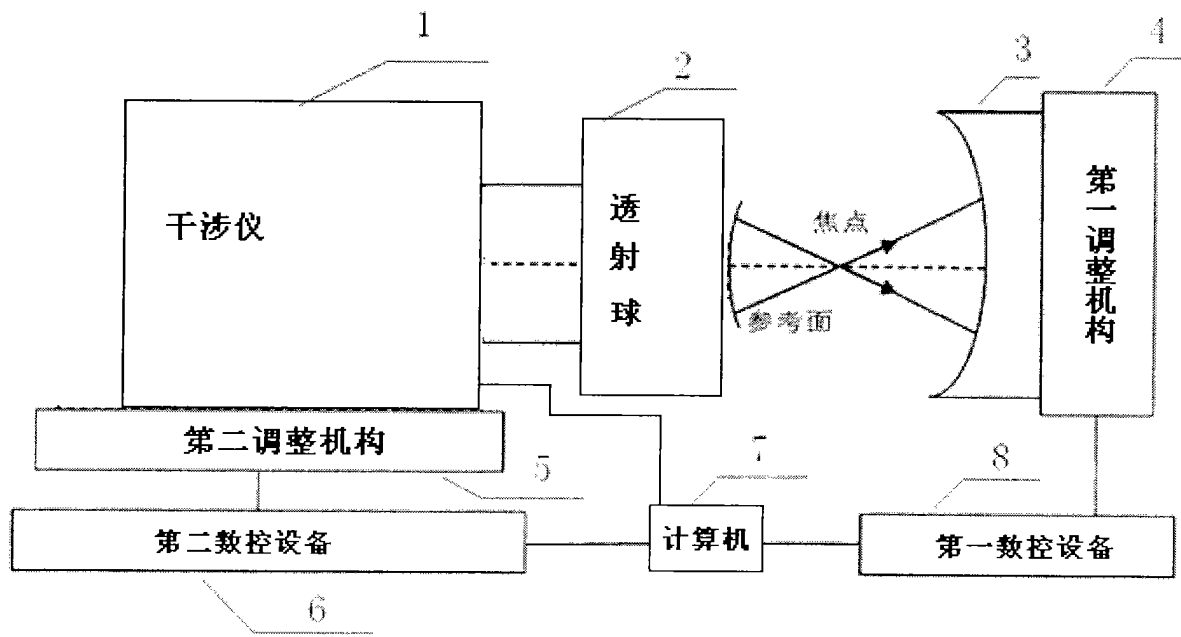 1
2
3
4
干涉仪
透射球
焦点
参考面
第一调整机构
第二调整机构
5
7
8
第二数控设备
计算机
第一数控设备
6